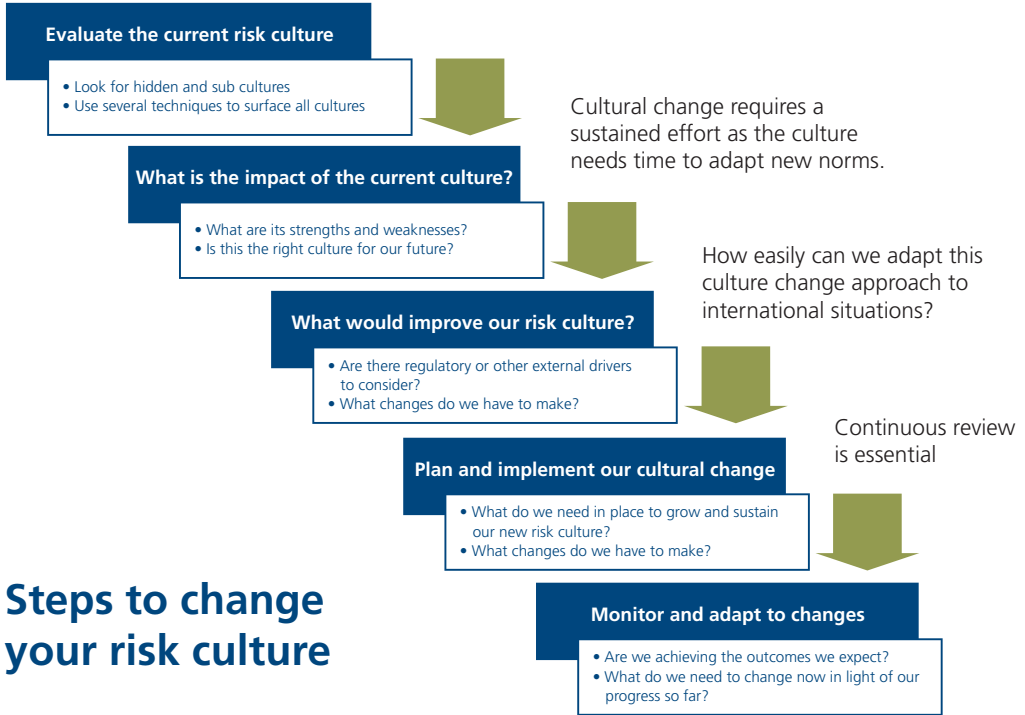 Evaluate the current risk culture
• Look for hidden and sub cultures
• Use several techniques to surface all cultures
Cultural change requires a
sustained effort as the culture
needs time to adapt new norms.
What is the impact of the current culture?
• What are its strengths and weaknesses?
• Is this the right culture for our future?
How easily can we adapt this
culture change approach to
international situations?
What would improve our risk culture?
• Are there regulatory or other external drivers
to consider?
• What changes do we have to make?
Continuous review
is essential
Plan and implement our cultural change
• What do we need in place to grow and sustain
our new risk culture?
• What changes do we have to make?
Steps to change
your risk culture
Monitor and adapt to changes
• Are we achieving the outcomes we expect?
• What do we need to change now in light of our
progress so far?